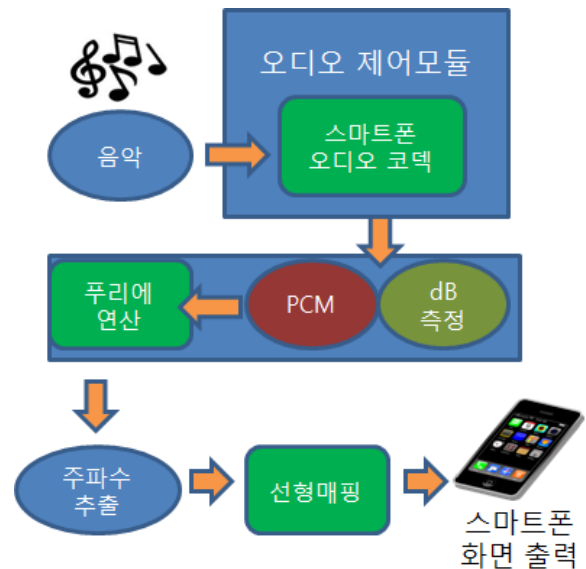 오디오 제어모듈
음악
스마트폰
오디오 코덱
푸리에
연산
PCM
dB
측정
주파수
추출
선형매핑
스마트폰
화면 출력